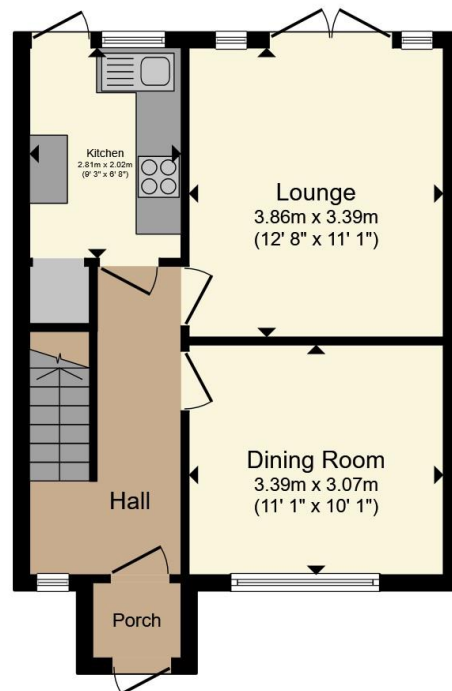 Kitchen
2.81m x 2.02m
(9' 3" x 6' 8")
Lounge
3.86m x 3.39m
(12' 8" x 11' 1")
Dining Room
3.39m x 3.07m
(11' 1" x 10' 1")
Hall
Porch